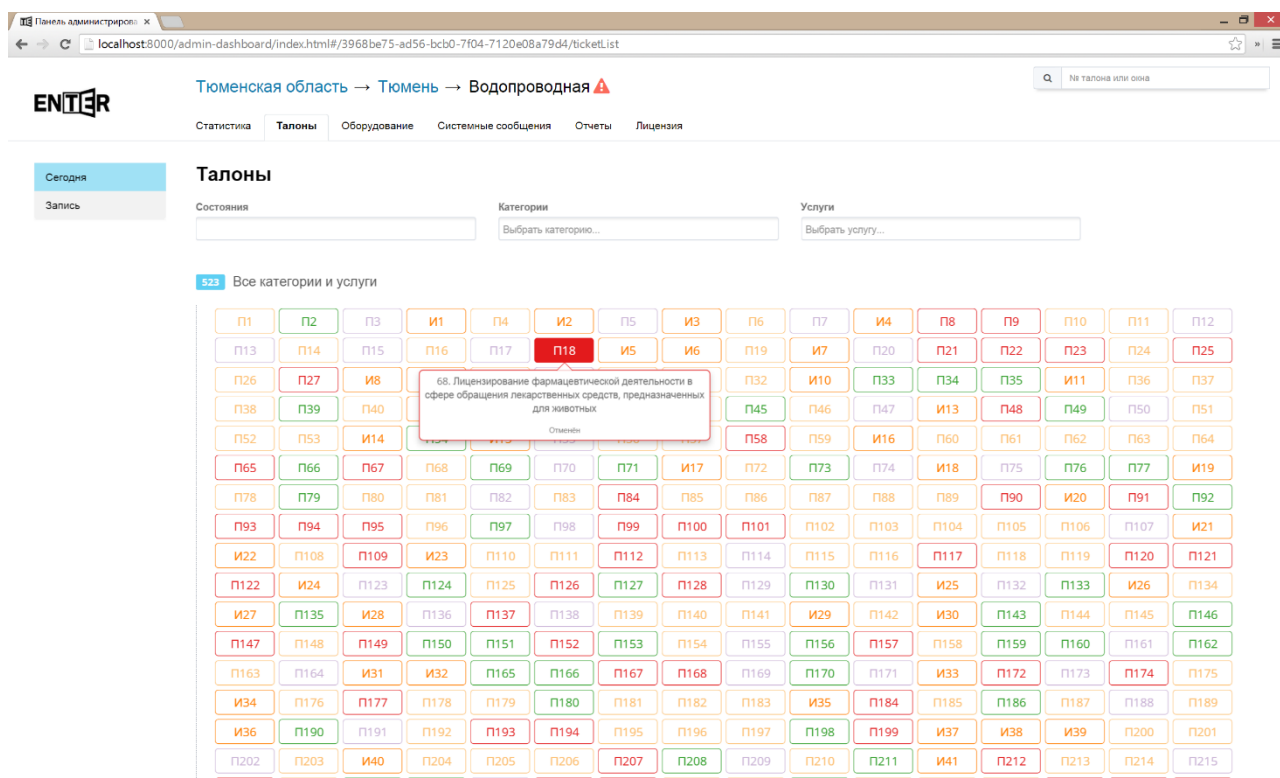 Панель администрирова ×
localhost:8000/admin-dashboard/index.html#/3968be75-ad56-bcb0-7f04-7120e08a79d4/ticketList
ENTER
Тюменская область → Тюмень → Водопроводная
№ талона или окна
Статистика Талоны Оборудование Системные сообщения Отчеты Лицензия
Сегодня
Запись
Талоны
Состояния Категории Услуги
Выбрать категорию... Выбрать услугу...
523 Все категории и услуги
П1 П2 П3 И1 П4 И2 П5 И3 П6 П7 И4 П8 П9 П10 П11 П12
П13 П14 П15 П16 П17 П18 И5 И6 П19 И7 П20 П21 П22 П23 П24 П25
П26 П27 И8 П32 И10 П33 П34 П35 И11 П36 П37
68. Лицензирование фармацевтической деятельности в
сфере обращения лекарственных средств, предназначенных
для животных
Отменён
П38 П39 П40 П45 П46 П47 И13 П48 П49 П50 П51
П52 П53 И14 П58 П59 И16 П60 П61 П62 П63 П64
П65 П66 П67 П68 П69 П70 П71 И17 П72 П73 П74 И18 П75 П76 П77 И19
П78 П79 П80 П81 П82 П83 П84 П85 П86 П87 П88 П89 П90 И20 П91 П92
П93 П94 П95 П96 П97 П98 П99 П100 П101 П102 П103 П104 П105 П106 П107 И21
И22 П108 П109 И23 П110 П111 П112 П113 П114 П115 П116 П117 П118 П119 П120 П121
П122 И24 П123 П124 П125 П126 П127 П128 П129 П130 П131 И25 П132 П133 И26 П134
И27 П135 И28 П136 П137 П138 П139 П140 П141 И29 П142 И30 П143 П144 П145 П146
П147 П148 П149 П150 П151 П152 П153 П154 П155 П156 П157 П158 П159 П160 П161 П162
П163 П164 И31 И32 П165 П166 П167 П168 П169 П170 П171 И33 П172 П173 П174 П175
И34 П176 П177 П178 П179 П180 П181 П182 П183 И35 П184 П185 П186 П187 П188 П189
И36 П190 П191 П192 П193 П194 П195 П196 П197 П198 П199 И37 И38 И39 П200 П201
П202 П203 И40 П204 П205 П206 П207 П208 П209 П210 П211 И41 П212 П213 П214 П215